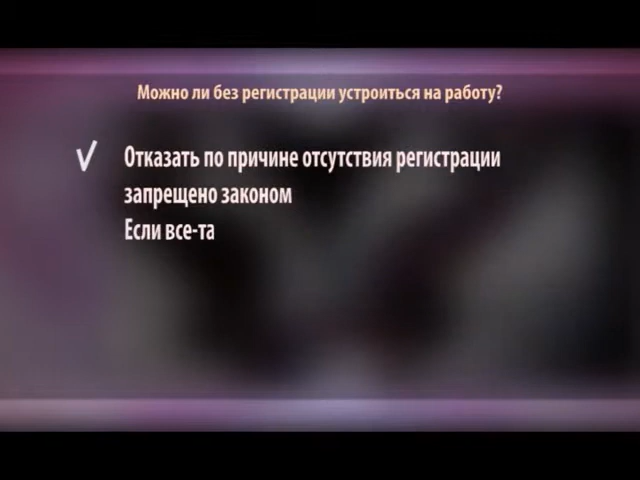 Можно ли без регистрации устроиться на работу?
Отказать по причине отсутствия регистрации
запрещено законом
Если все-та